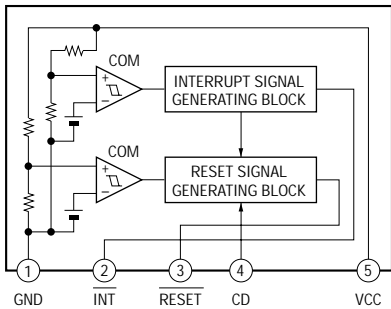 COM
+
−
INTERRUPT SIGNAL
GENERATING BLOCK
COM
+
−
RESET SIGNAL
GENERATING BLOCK
1
2
3
4
5
GND
INT
RESET
CD
VCC